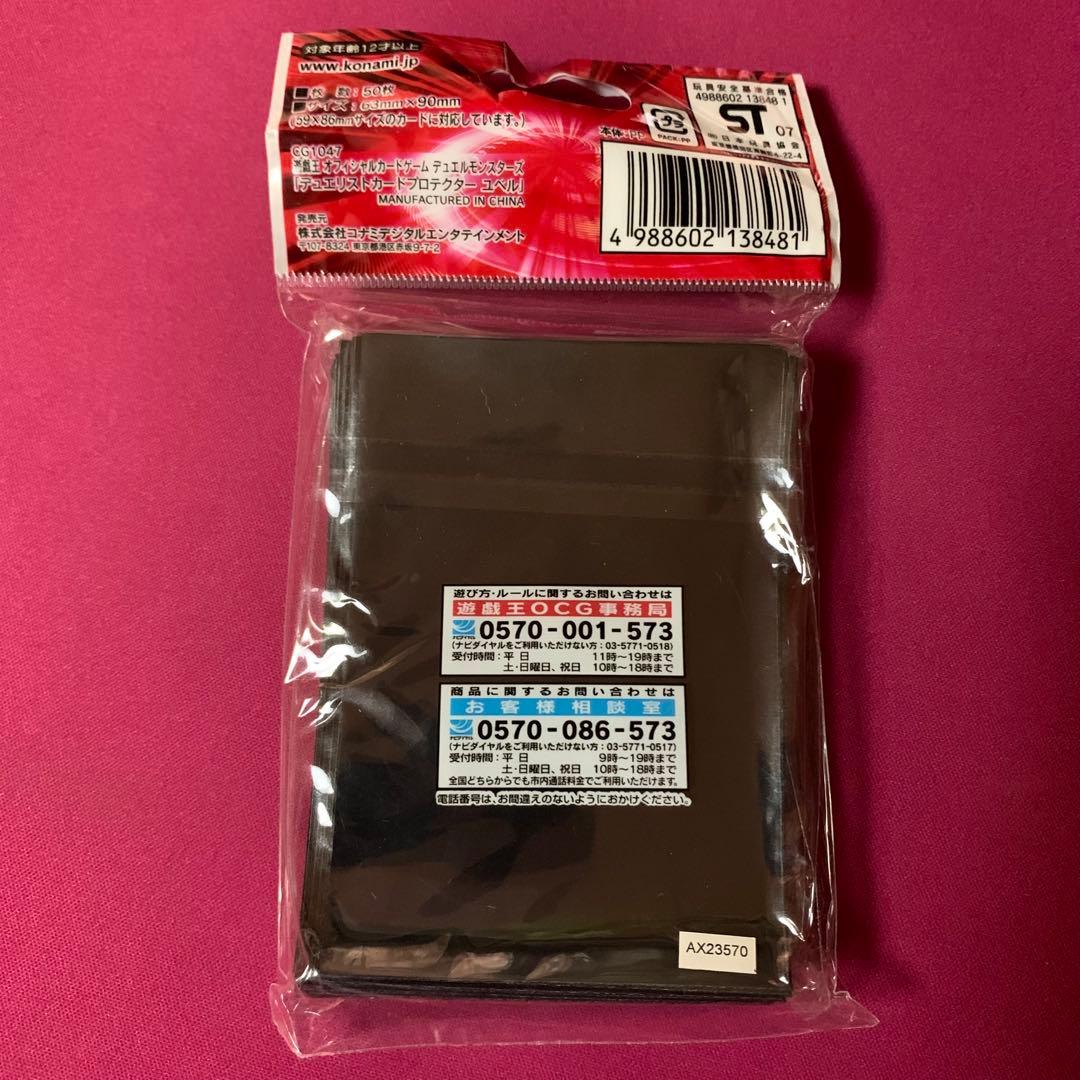 対象年齢12才以上
www.konami.jp
■枚 数:50枚
■サイズ:63mm×90mm
(59×86mmサイズのカードに対応しています。)
CG1047
遊戯王 オフィシャルカードゲーム デュエルモンスターズ
「デュエリストカードプロテクター ユベル」
MANUFACTURED IN CHINA
発売元
株式会社コナミデジタルエンタテインメント
〒107-8324 東京都港区赤坂9-7-2
本体:PP
プラ
PACK:PP
玩具安全基準合格
4988602 13848 1
ST 07
㈳日本玩具協会
4 988602 138481
遊び方・ルールに関するお問い合わせは
遊戯王OCG事務局
0570-001-573
(ナビダイヤルをご利用いただけない方:03-5771-0518)
受付時間:平 日 11時〜19時まで
土・日曜日、祝日 10時〜18時まで
商品に関するお問い合わせは
お客様相談室
0570-086-573
(ナビダイヤルをご利用いただけない方:03-5771-0517)
受付時間:平 日 9時〜19時まで
土・日曜日、祝日 10時〜18時まで
全国どちらからでも市内通話料金でご利用いただけます。
電話番号は、お間違えのないようにおかけください。
AX23570